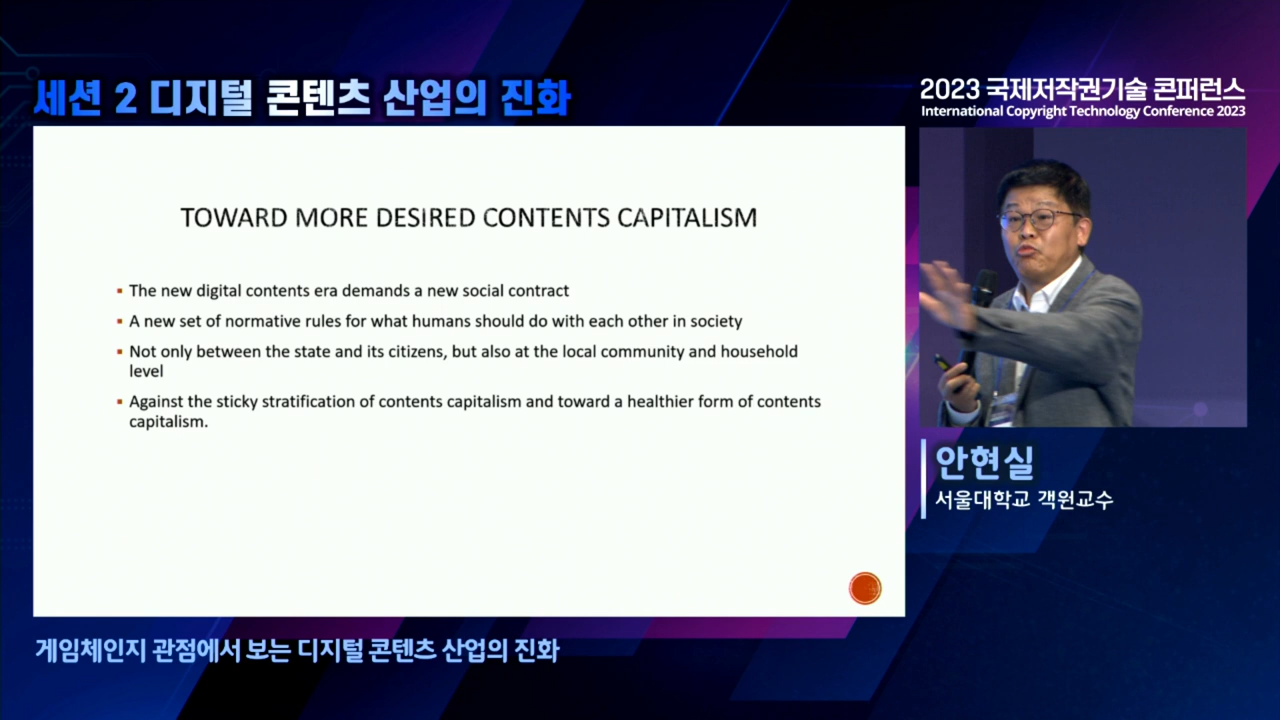 세션 2 디지털 콘텐츠 산업의 진화
2023 국제저작권기술 콘퍼런스
International Copyright Technology Conference 2023
TOWARD MORE DESIRED CONTENTS CAPITALISM
The new digital contents era demands a new social contract
A new set of normative rules for what humans should do with each other in society
Not only between the state and its citizens, but also at the local community and household
level
Against the sticky stratification of contents capitalism and toward a healthier form of contents
capitalism.
안현실
서울대학교 객원교수
게임체인지 관점에서 보는 디지털 콘텐츠 산업의 진화